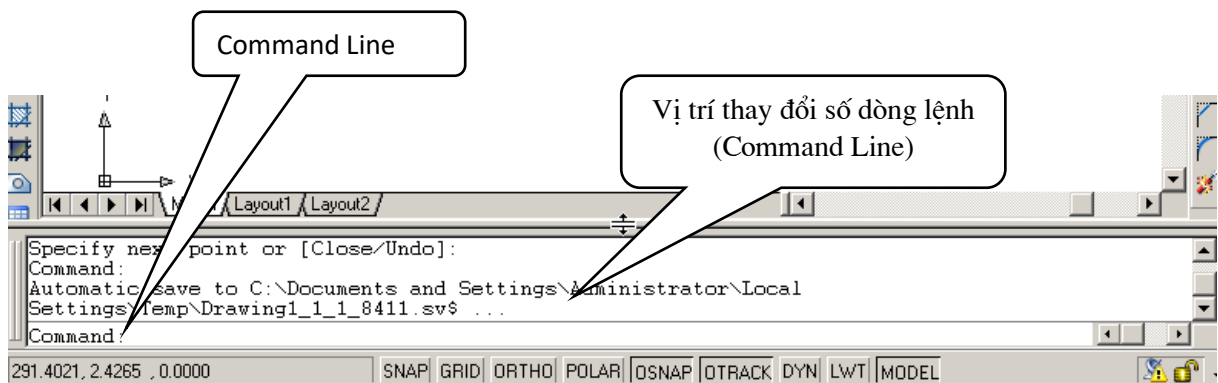 Command Line
Vị trí thay đổi số dòng lệnh
(Command Line)
Layout1 Layout2
Specify point or [Close/Undo]:
Command:
Automatic save to C:\Documents and Settings\Administrator\Local
Settings\Temp\Drawing1_1_1_8411.sv$ ...
Command:
291.4021, 2.4265 , 0.0000 SNAP GRID ORTHO POLAR OSNAP OTRACK DYN LWT MODEL